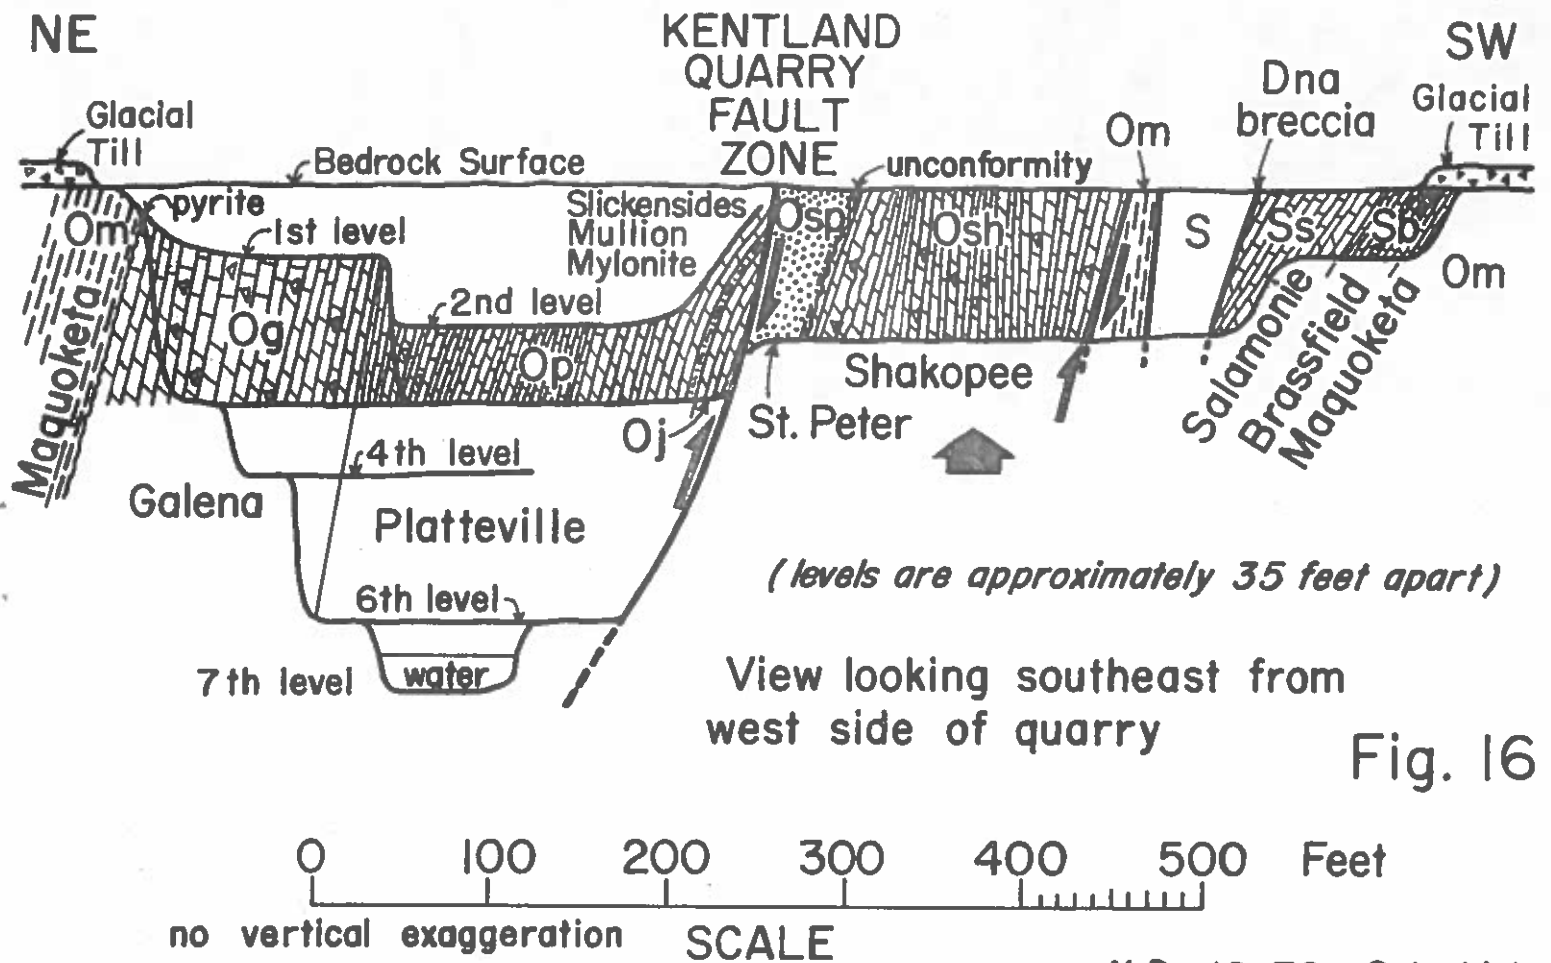 NE
KENTLAND
QUARRY
FAULT
ZONE
SW
Glacial
Till
Bedrock Surface
unconformity
Om
Dna
breccia
Glacial
Till
pyrite
Om
1st level
Slickensides
Mullion
Mylonite
Osp
Osh
S
Ss
Sb
Om
2nd level
Og
Op
Oj
Maquoketa
St. Peter
Shakopee
Salamonie
Brassfield
Maquoketa
4th level
Galena
Platteville
(levels are approximately 35 feet apart)
6th level
7th level
water
View looking southeast from
west side of quarry
Fig. 16
0 100 200 300 400 500 Feet
no vertical exaggeration
SCALE